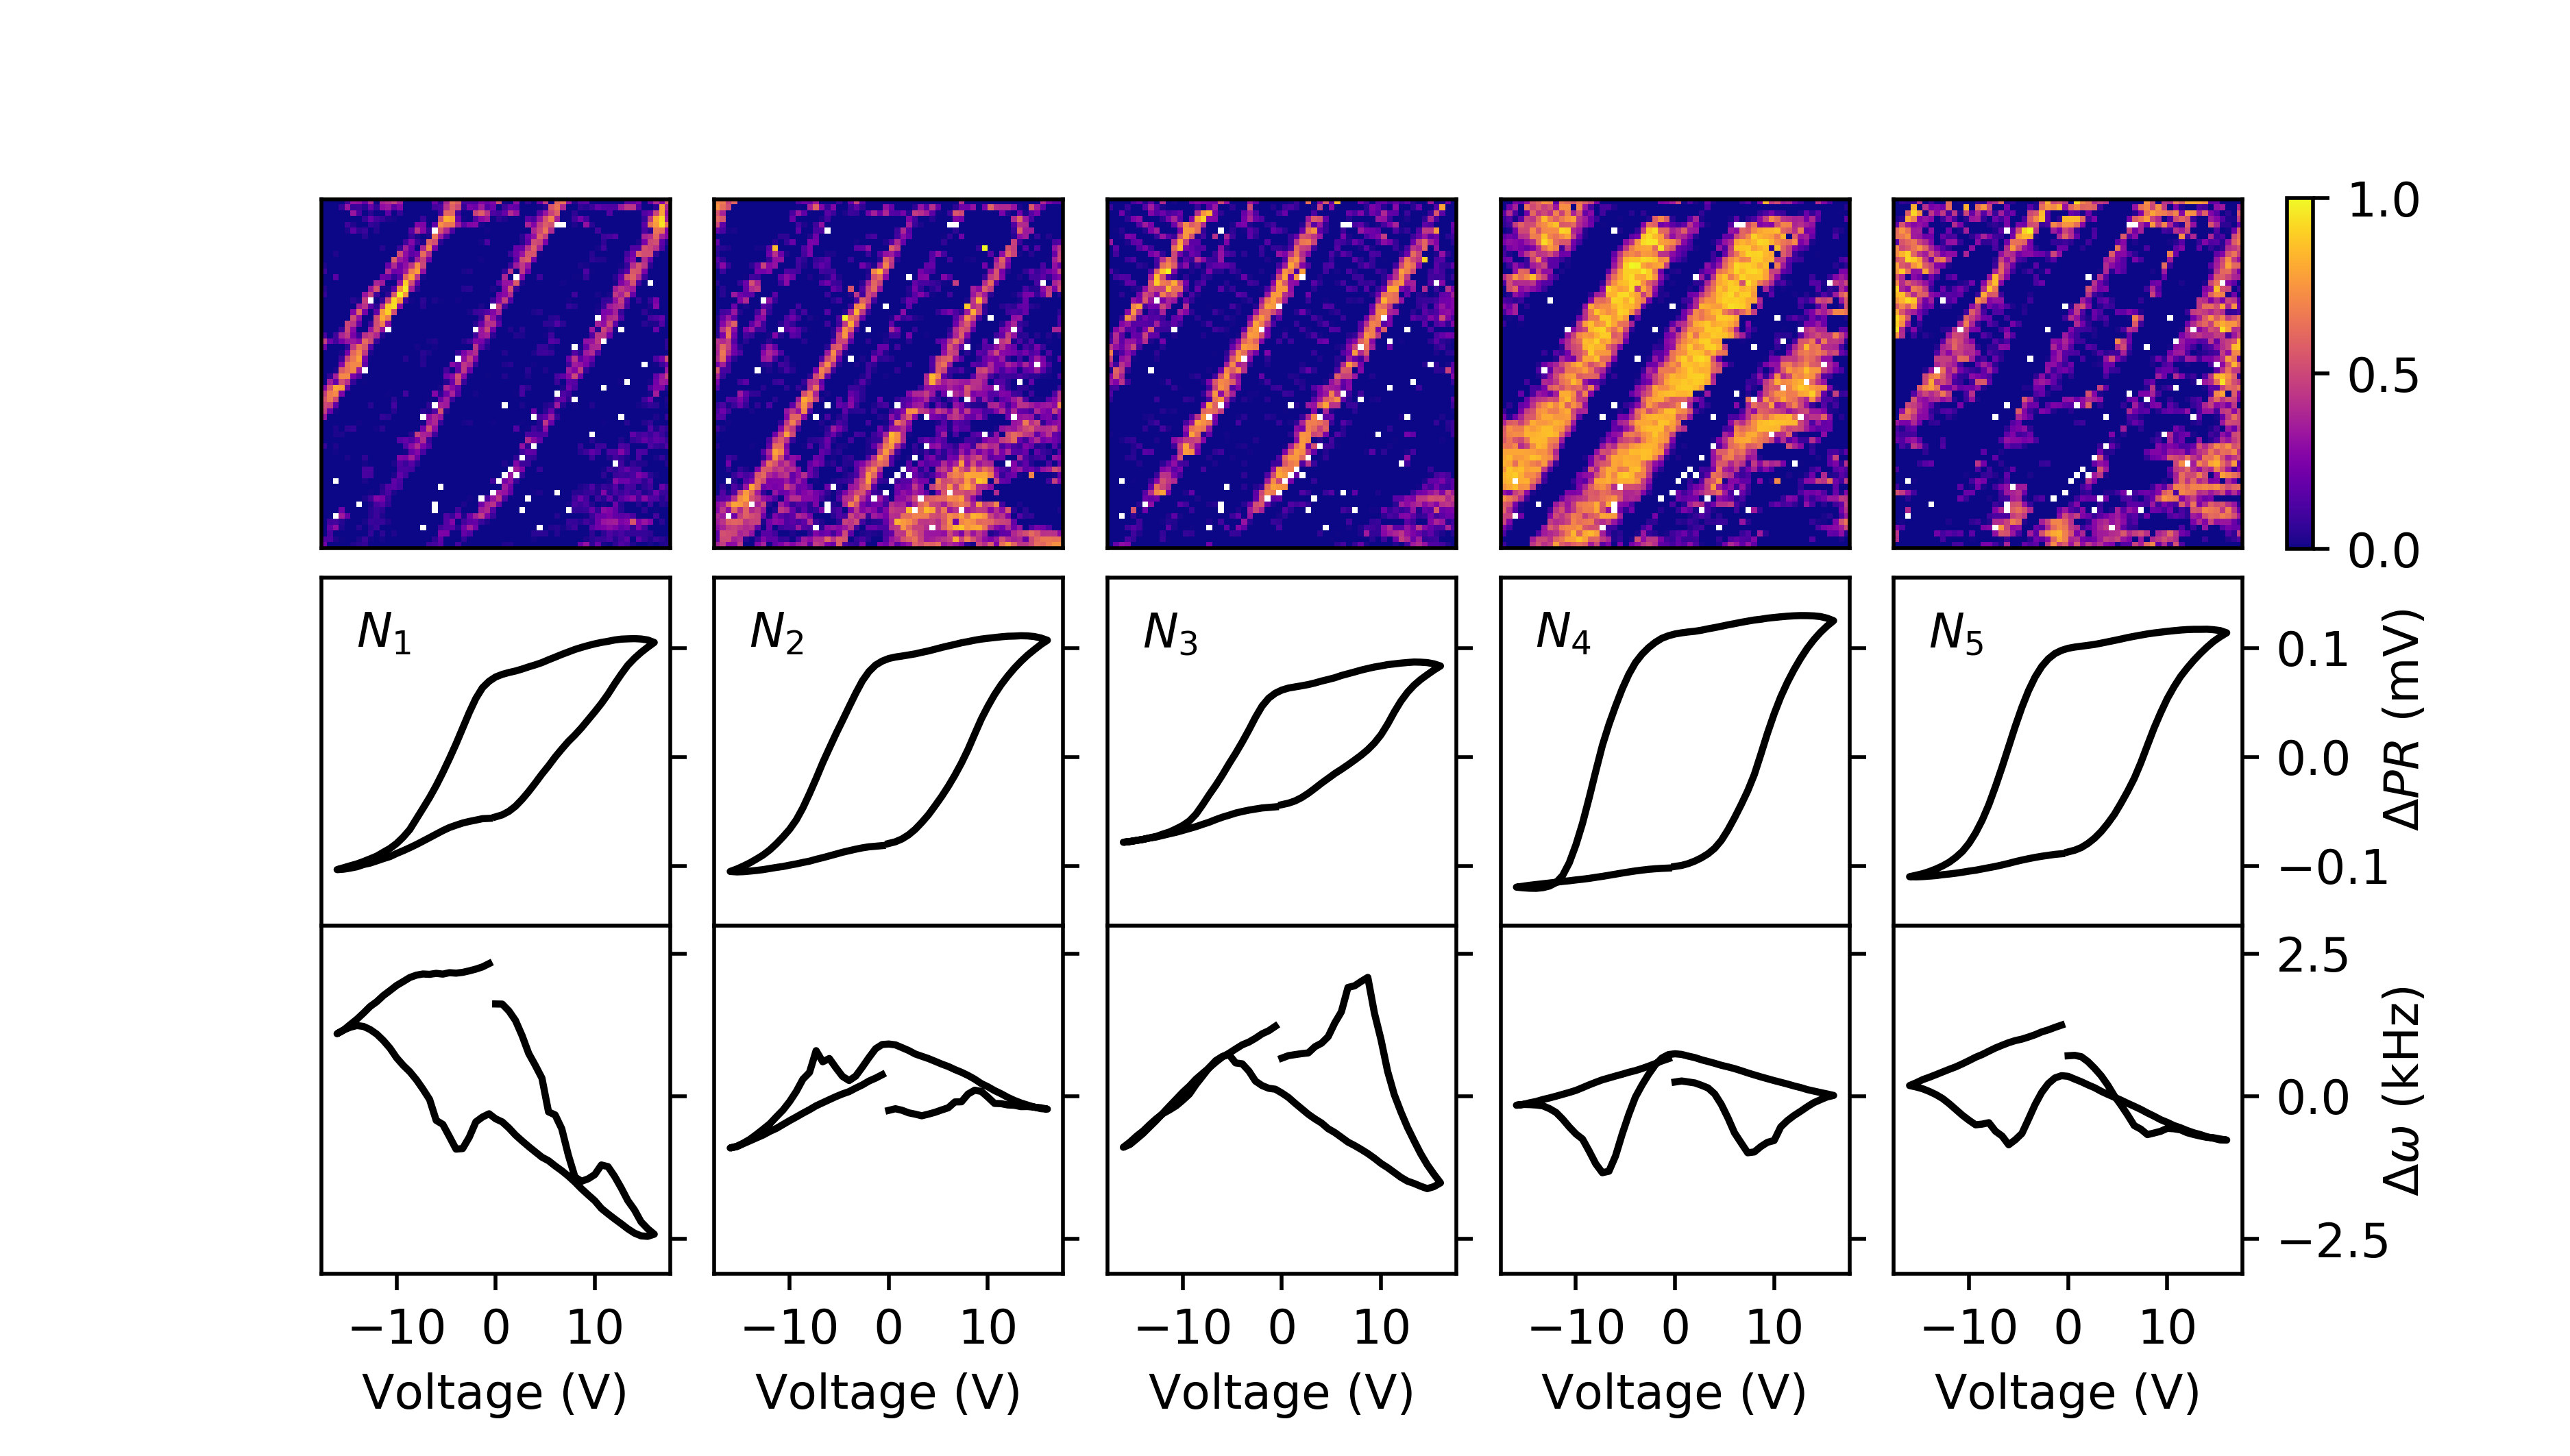 1.0
0.5
0.0
N1 N2 N3 N4 N5
0.1
0.0
−0.1
ΔPR (mV)
2.5
0.0
−2.5
Δω (kHz)
−10 0 10 −10 0 10 −10 0 10 −10 0 10 −10 0 10
Voltage (V) Voltage (V) Voltage (V) Voltage (V) Voltage (V)